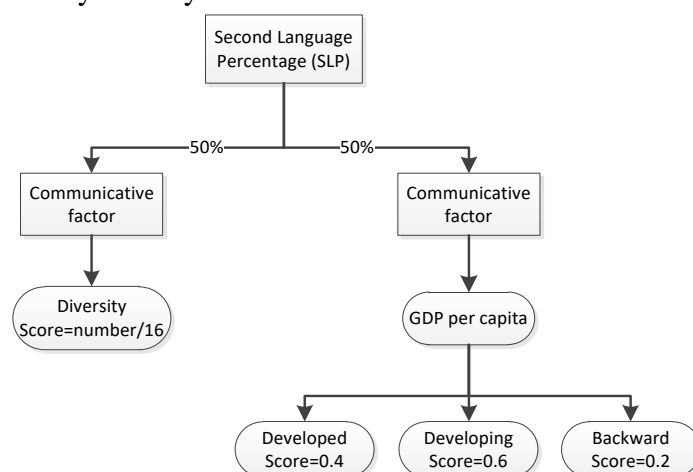 Second Language
Percentage (SLP)
50%
50%
Communicative
factor
Communicative
factor
Diversity
Score=number/16
GDP per capita
Developed
Score=0.4
Developing
Score=0.6
Backward
Score=0.2